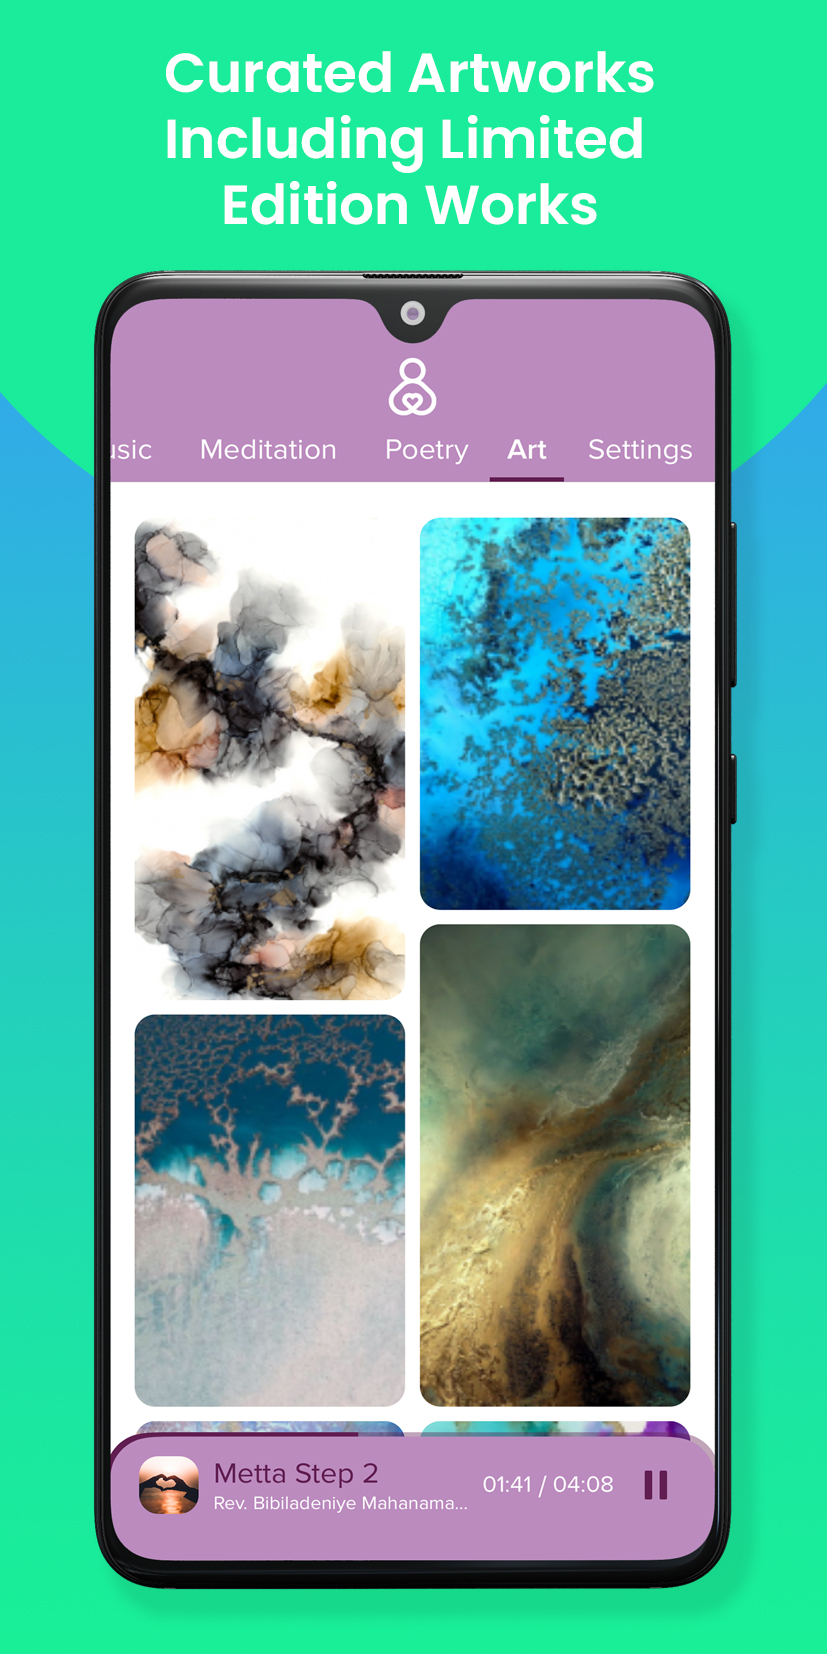 Curated Artworks
Including Limited
Edition Works
usic Meditation Poetry Art Settings
Metta Step 2
Rev. Bibiladeniye Mahanama...
01:41 / 04:08